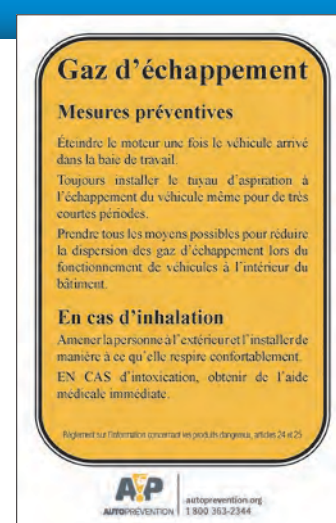 Gaz d'échappement
Mesures préventives
Éteindre le moteur une fois le véhicule arrivé
dans la baie de travail.
Toujours installer le tuyau d'aspiration à
l'échappement du véhicule même pour de très
courtes périodes.
Prendre tous les moyens possibles pour réduire
la dispersion des gaz d'échappement lors du
fonctionnement de véhicules à l'intérieur du
bâtiment.
En cas d'inhalation
Amener la personne à l'extérieur et l'installer de
manière à ce qu'elle respire confortablement.
EN CAS d'intoxication, obtenir de l'aide
médicale immédiate.
Règlement sur l'information concernant les produits dangereux, articles 24 et 25
AP
AUTOPRÉVENTION
autoprevention.org
1 800 363-2344